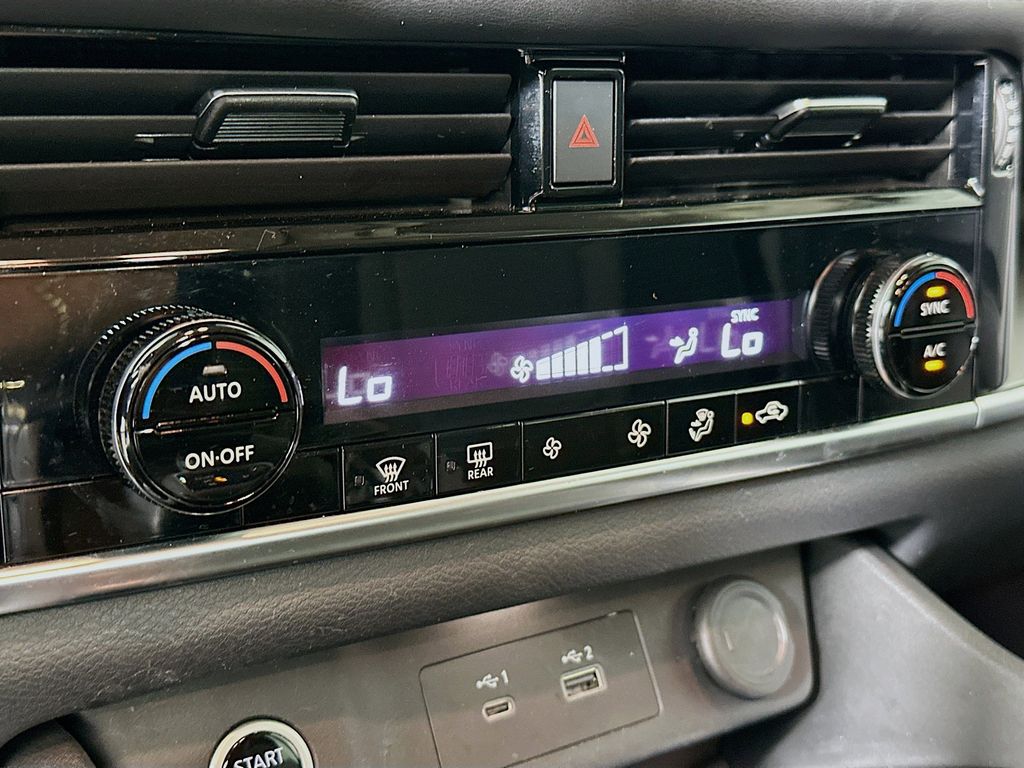 SYNC
Lo
Lo
SYNC
A/C
AUTO
ON·OFF
FRONT
REAR
1
2
START